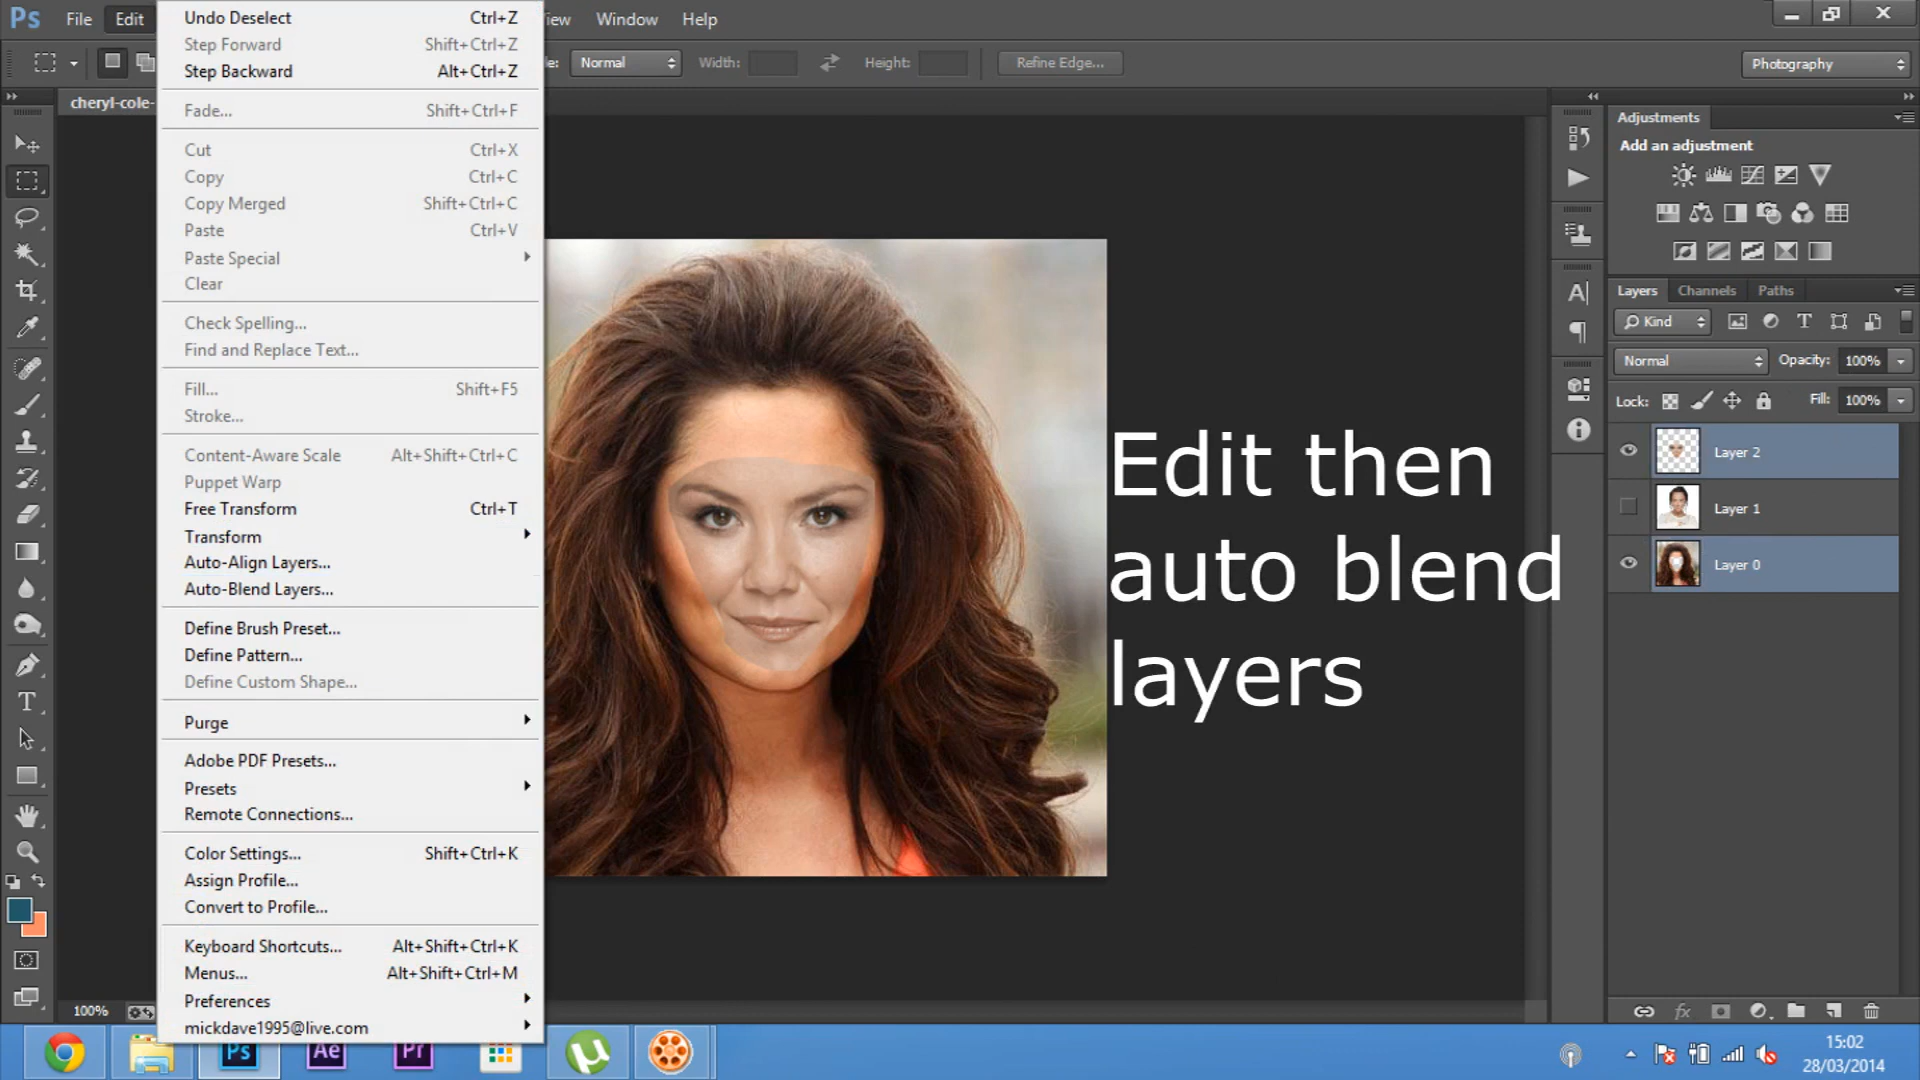 Ps File Edit View Window Help
Normal Width: Height: Refine Edge... Photography
cheryl-cole-
Undo Deselect Ctrl+Z
Step Forward Shift+Ctrl+Z
Step Backward Alt+Ctrl+Z
Fade... Shift+Ctrl+F
Cut Ctrl+X
Copy Ctrl+C
Copy Merged Shift+Ctrl+C
Paste Ctrl+V
Paste Special
Clear
Check Spelling...
Find and Replace Text...
Fill... Shift+F5
Stroke...
Content-Aware Scale Alt+Shift+Ctrl+C
Puppet Warp
Free Transform Ctrl+T
Transform
Auto-Align Layers...
Auto-Blend Layers...
Define Brush Preset...
Define Pattern...
Define Custom Shape...
Purge
Adobe PDF Presets...
Presets
Remote Connections...
Color Settings... Shift+Ctrl+K
Assign Profile...
Convert to Profile...
Keyboard Shortcuts... Alt+Shift+Ctrl+K
Menus... Alt+Shift+Ctrl+M
Preferences
mickdave1995@live.com
Edit then
auto blend
layers
Adjustments
Add an adjustment
Layers Channels Paths
Kind
Normal Opacity: 100%
Lock: Fill: 100%
Layer 2
Layer 1
Layer 0
fx
100%
Ps Ae Pr
15:02
28/03/2014